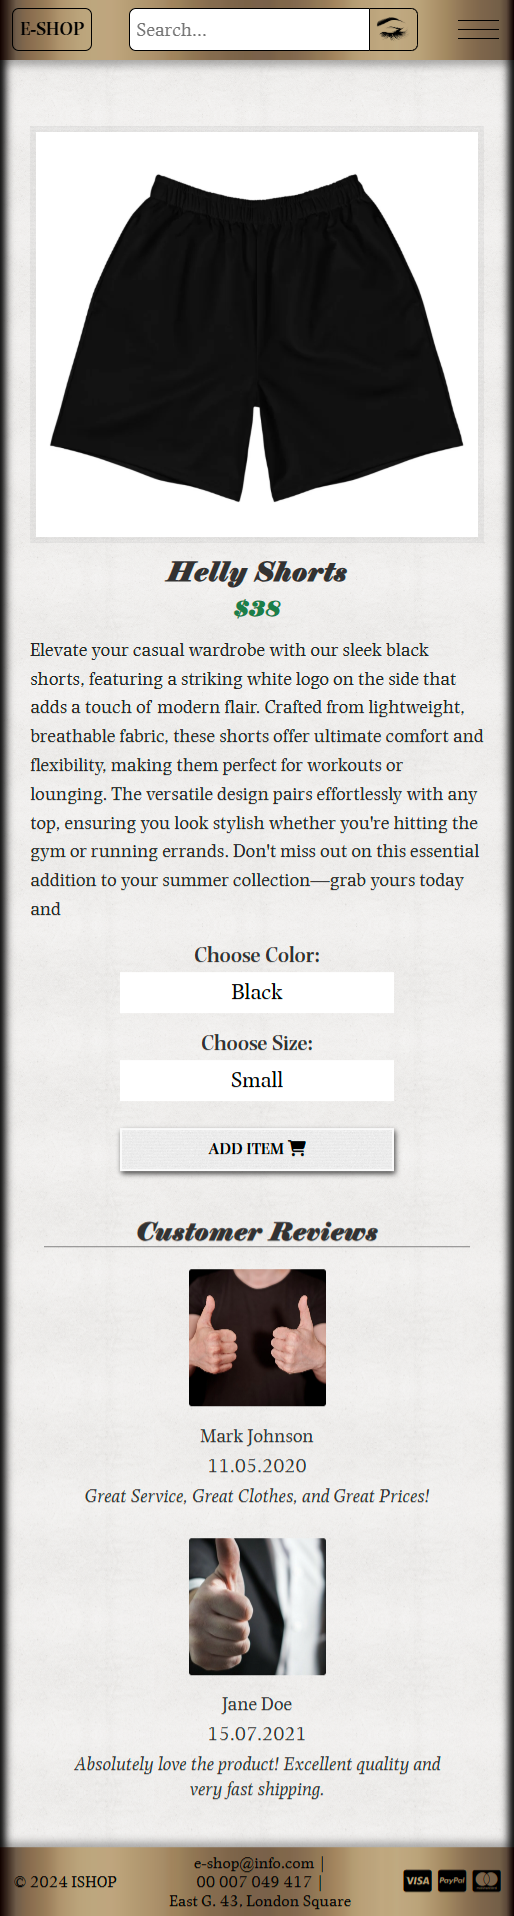 E-SHOP
Search...
Helly Shorts
$38
Elevate your casual wardrobe with our sleek black
shorts, featuring a striking white logo on the side that
adds a touch of modern flair. Crafted from lightweight,
breathable fabric, these shorts offer ultimate comfort and
flexibility, making them perfect for workouts or
lounging. The versatile design pairs effortlessly with any
top, ensuring you look stylish whether you're hitting the
gym or running errands. Don't miss out on this essential
addition to your summer collection—grab yours today
and
Choose Color:
Black
Choose Size:
Small
ADD ITEM
Customer Reviews
Mark Johnson
11.05.2020
Great Service, Great Clothes, and Great Prices!
Jane Doe
15.07.2021
Absolutely love the product! Excellent quality and
very fast shipping.
© 2024 ISHOP
e-shop@info.com |
00 007 049 417 |
East G. 43, London Square
VISA PayPal MasterCard